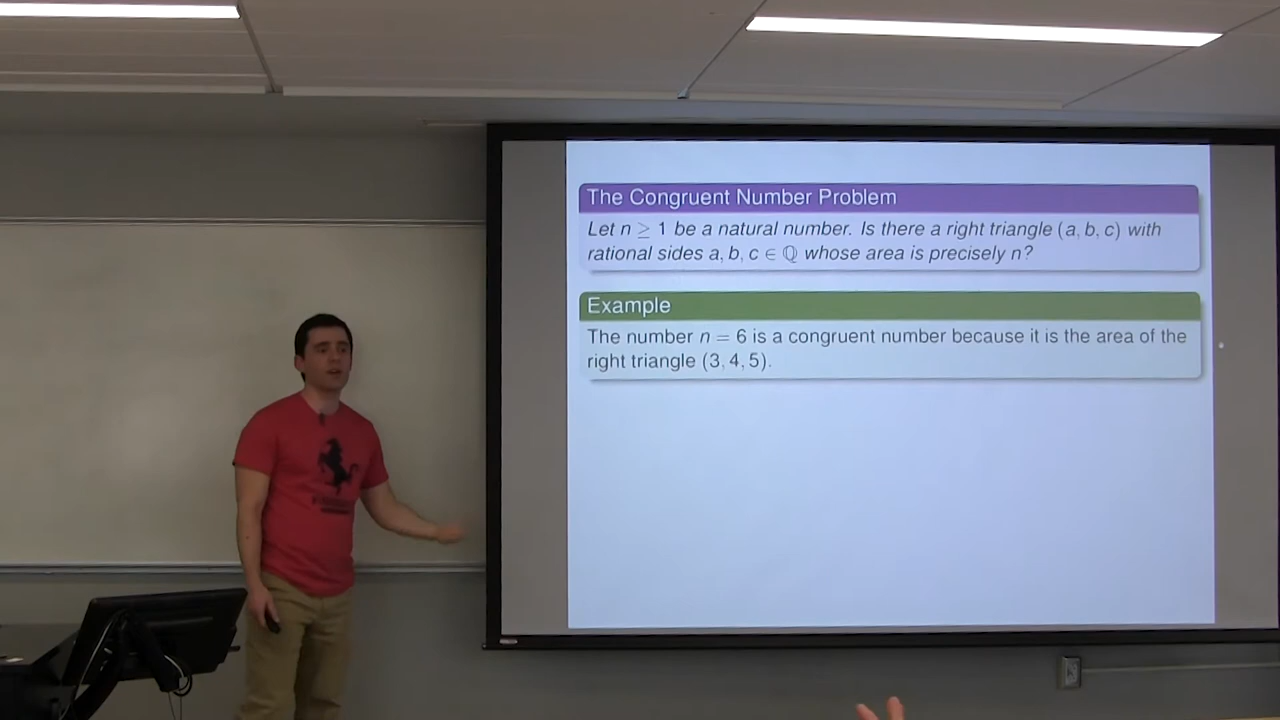 The Congruent Number Problem
Let n ≥ 1 be a natural number. Is there a right triangle (a, b, c) with
rational sides a, b, c ∈ ℚ whose area is precisely n?
Example
The number n = 6 is a congruent number because it is the area of the
right triangle (3, 4, 5).